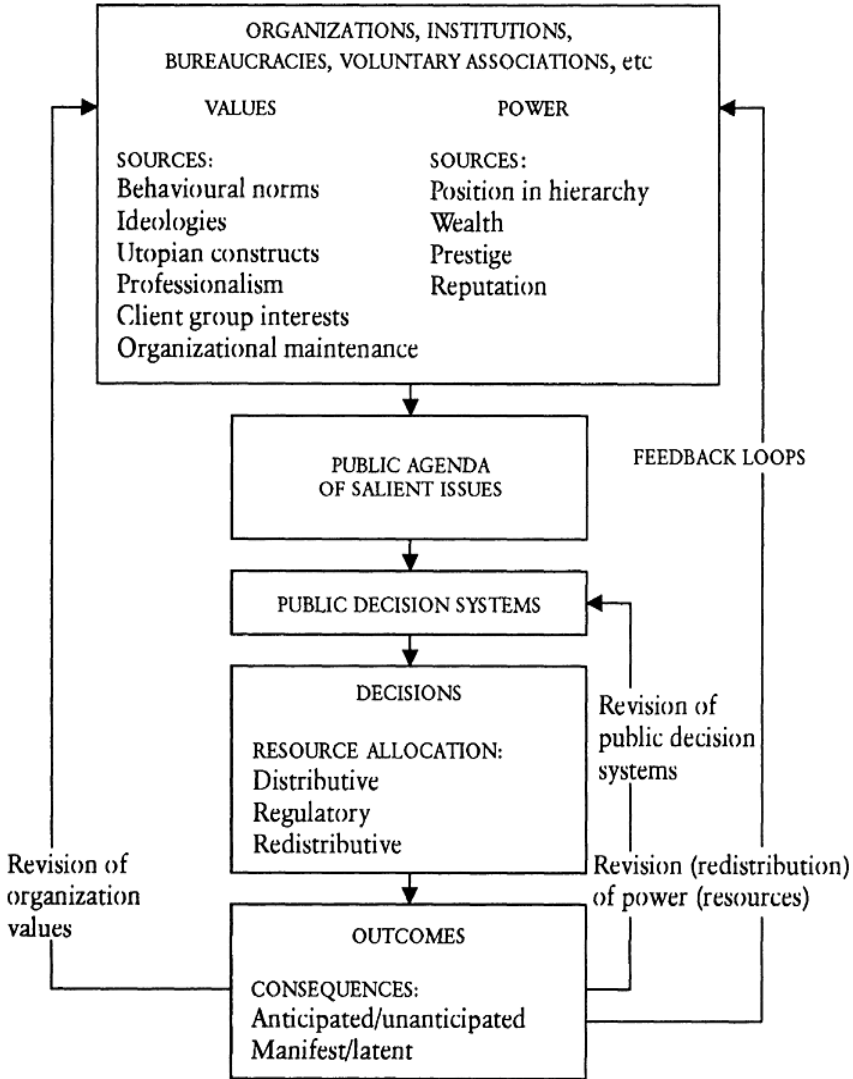 ORGANIZATIONS, INSTITUTIONS,
BUREAUCRACIES, VOLUNTARY ASSOCIATIONS, etc
VALUES
SOURCES:
Behavioural norms
Ideologies
Utopian constructs
Professionalism
Client group interests
Organizational maintenance
POWER
SOURCES:
Position in hierarchy
Wealth
Prestige
Reputation
PUBLIC AGENDA
OF SALIENT ISSUES
FEEDBACK LOOPS
PUBLIC DECISION SYSTEMS
DECISIONS
RESOURCE ALLOCATION:
Distributive
Regulatory
Redistributive
Revision of
public decision
systems
Revision of
organization
values
Revision (redistribution)
of power (resources)
OUTCOMES
CONSEQUENCES:
Anticipated/unanticipated
Manifest/latent